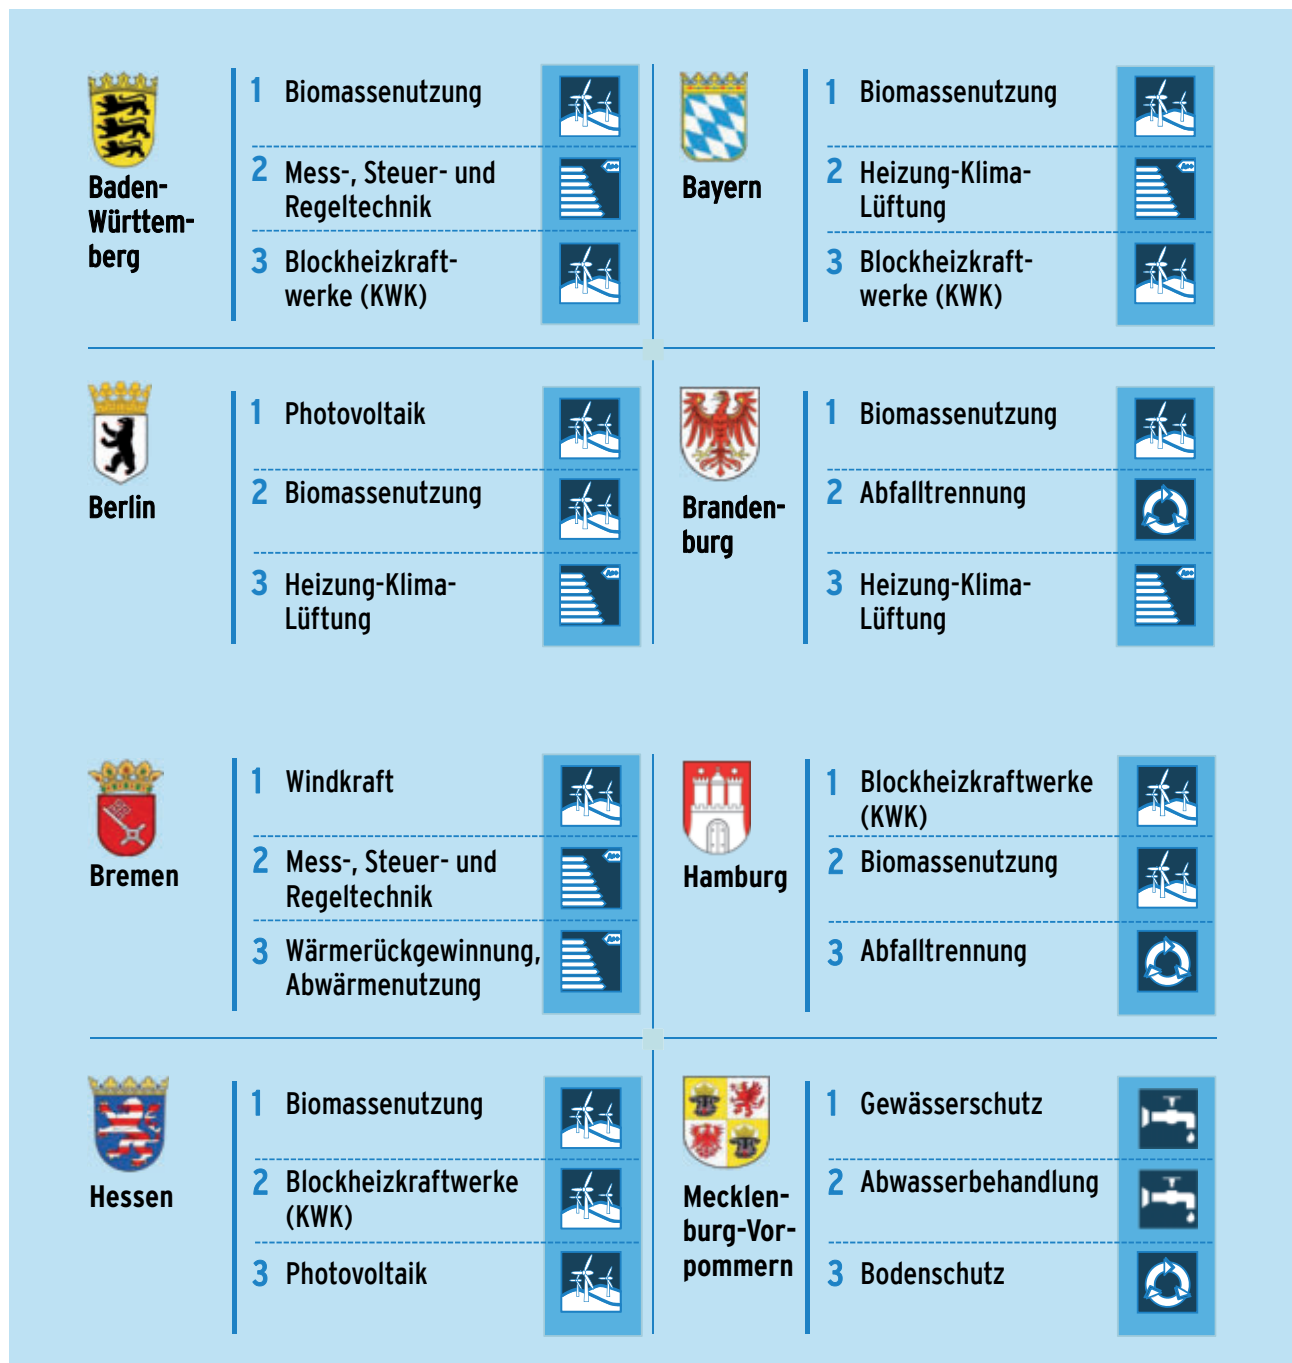 Baden-
Württem-
berg
1 Biomassenutzung
2 Mess-, Steuer- und
Regeltechnik
3 Blockheizkraft-
werke (KWK)
Bayern
1 Biomassenutzung
2 Heizung-Klima-
Lüftung
3 Blockheizkraft-
werke (KWK)
Berlin
1 Photovoltaik
2 Biomassenutzung
3 Heizung-Klima-
Lüftung
Branden-
burg
1 Biomassenutzung
2 Abfalltrennung
3 Heizung-Klima-
Lüftung
Bremen
1 Windkraft
2 Mess-, Steuer- und
Regeltechnik
3 Wärmerückgewinnung,
Abwärmenutzung
Hamburg
1 Blockheizkraftwerke
(KWK)
2 Biomassenutzung
3 Abfalltrennung
Hessen
1 Biomassenutzung
2 Blockheizkraftwerke
(KWK)
3 Photovoltaik
Mecklen-
burg-Vor-
pommern
1 Gewässerschutz
2 Abwasserbehandlung
3 Bodenschutz